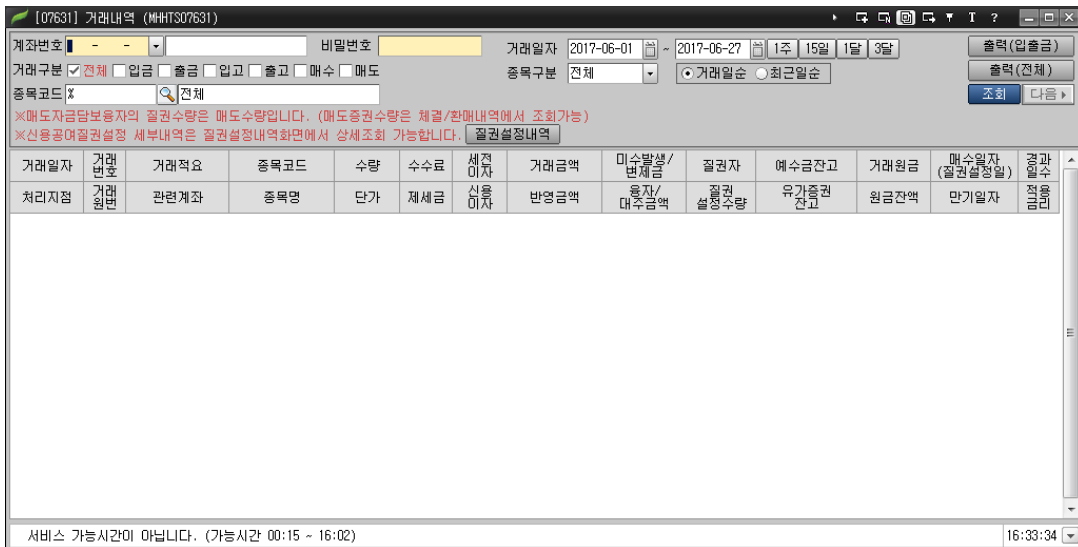 [07631] 거래내역 (MHHTS07631) T ?
계좌번호 - - 비밀번호 거래일자 2017-06-01 ~ 2017-06-27 1주 15일 1달 3달 출력(입출금)
거래구분 전체 입금 출금 입고 출고 매수 매도 종목구분 전체 거래일순 최근일순 출력(전체)
종목코드 % 전체 조회 다음
※매도자금담보융자의 질권수량은 매도수량입니다. (매도증권수량은 체결/환매내역에서 조회가능)
※신용공여질권설정 세부내역은 질권설정내역화면에서 상세조회 가능합니다. 질권설정내역
거래일자 거래번호 거래적요 종목코드 수량 수수료 세전이자 거래금액 미수발생/변제금 질권자 예수금잔고 거래원금 매수일자(질권설정일) 경과일수
처리지점 거래원번 관련계좌 종목명 단가 제세금 신용이자 반영금액 융자/대주금액 질권설정수량 유가증권잔고 원금잔액 만기일자 적용금리
서비스 가능시간이 아닙니다. (가능시간 00:15 ~ 16:02) 16:33:34